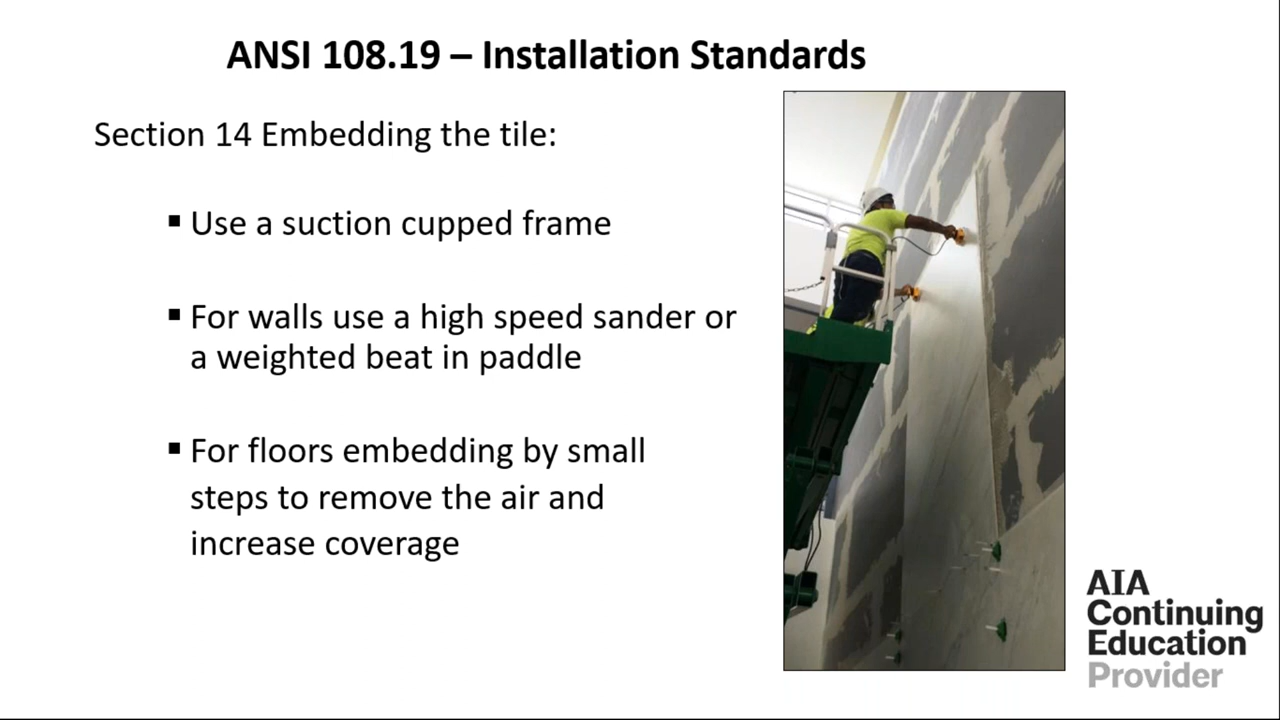 ANSI 108.19 – Installation Standards
Section 14 Embedding the tile:
▪ Use a suction cupped frame
▪ For walls use a high speed sander or
a weighted beat in paddle
▪ For floors embedding by small
steps to remove the air and
increase coverage
AIA
Continuing
Education
Provider